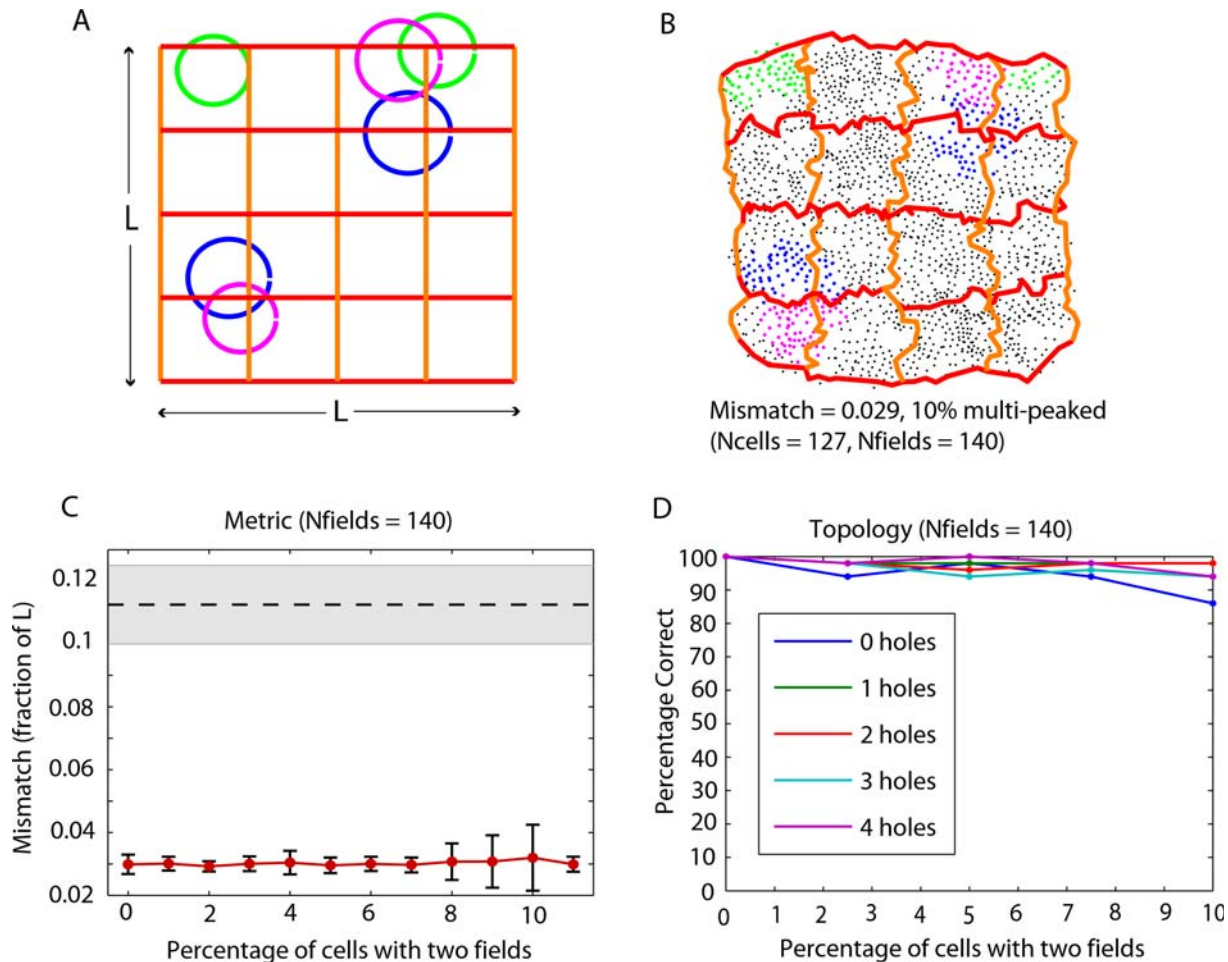 A
L
L
B
Mismatch = 0.029, 10% multi-peaked
(Ncells = 127, Nfields = 140)
C
Metric (Nfields = 140)
Mismatch (fraction of L)
0.12
0.1
0.08
0.06
0.04
0.02
0 2 4 6 8 10
Percentage of cells with two fields
D
Topology (Nfields = 140)
Percentage Correct
100
90
80
70
60
50
40
30
20
10
0
0 holes
1 holes
2 holes
3 holes
4 holes
0 1 2 3 4 5 6 7 8 9 10
Percentage of cells with two fields